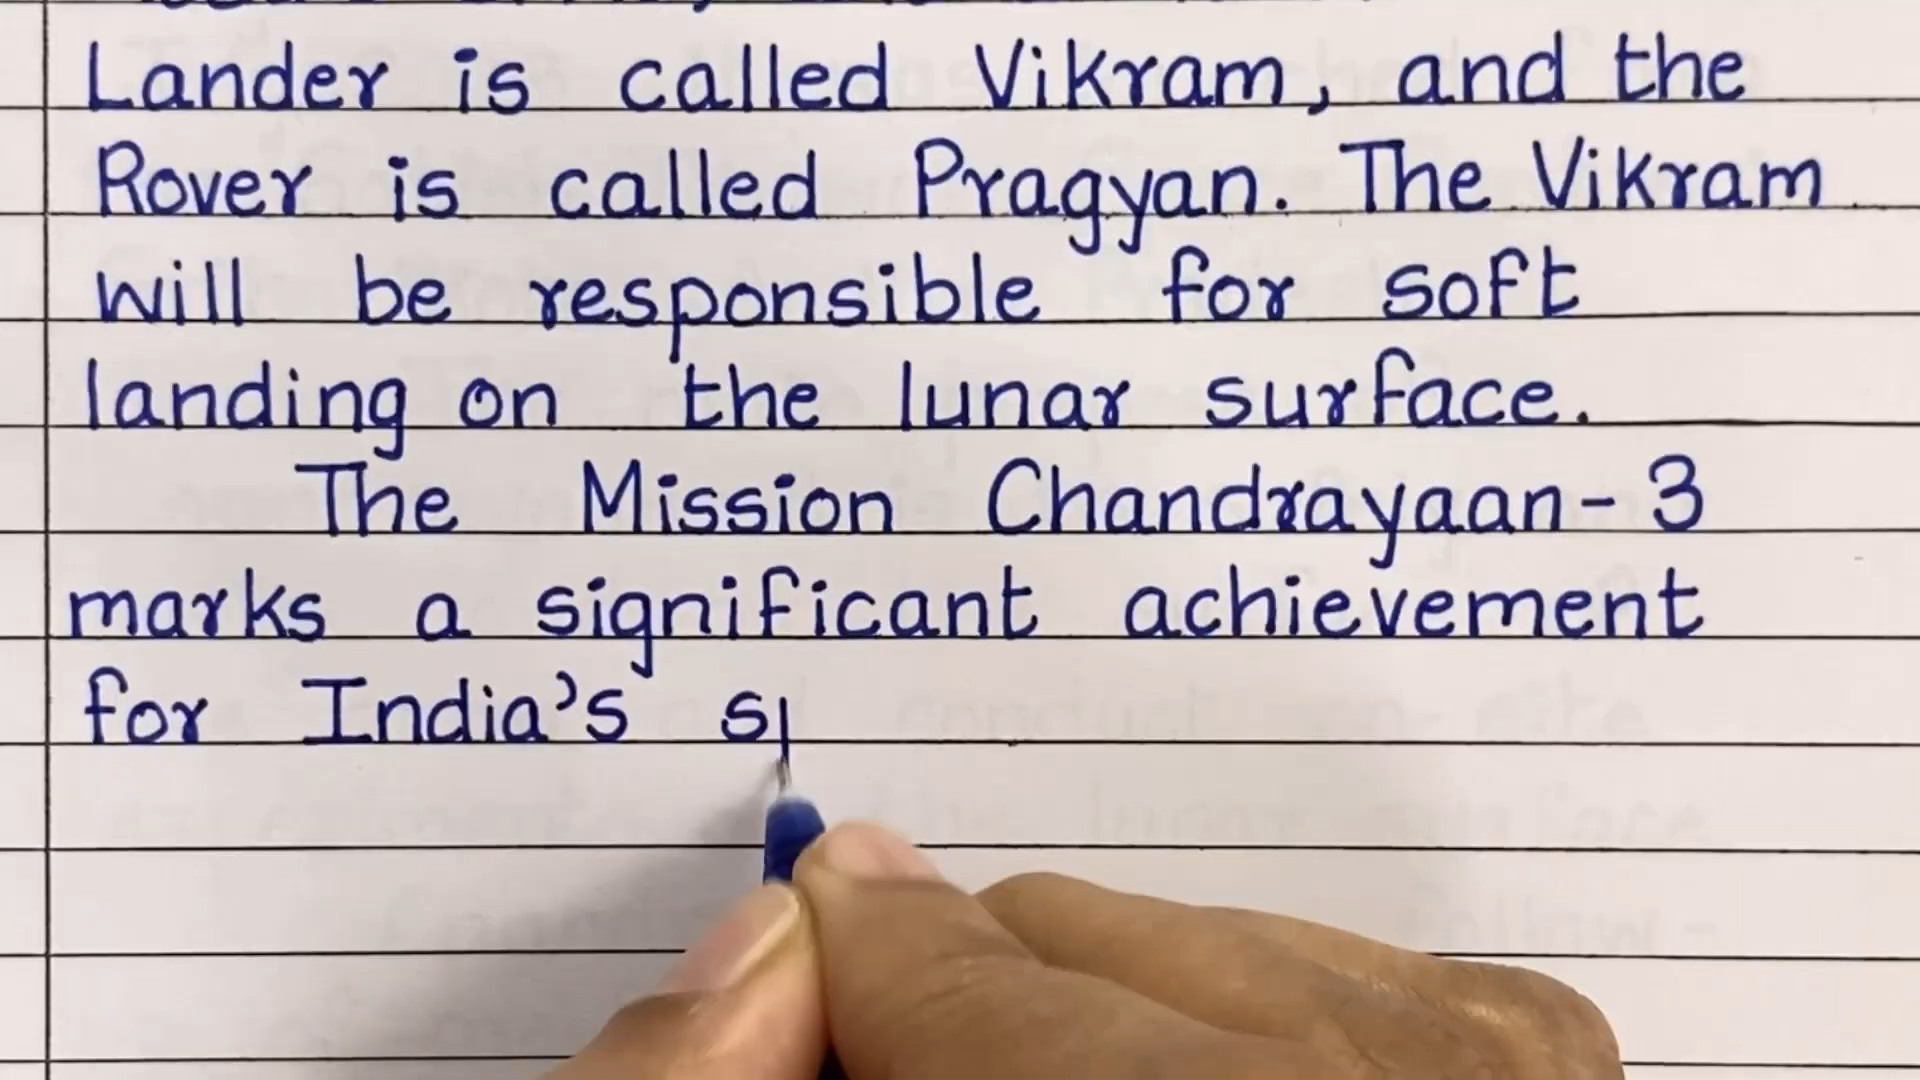 Lander is called Vikram, and the
Rover is called Pragyan. The Vikram
will be responsible for soft
landing on the lunar surface.
The Mission Chandrayaan-3
marks a significant achievement
for India's